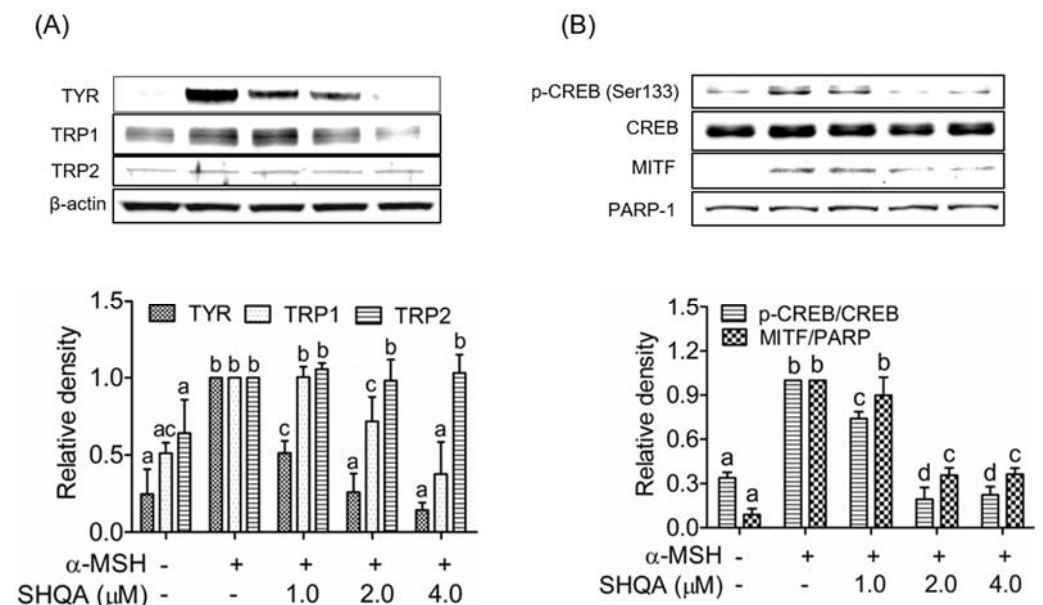 (A)
TYR
TRP1
TRP2
β-actin
1.5
1.0
0.5
0.0
Relative density
TYR TRP1 TRP2
a ac a b b b c b b a c b a a b
α-MSH - + + + +
SHQA (μM) - - 1.0 2.0 4.0
(B)
p-CREB (Ser133)
CREB
MITF
PARP-1
1.5
1.2
0.9
0.6
0.3
0.0
Relative density
p-CREB/CREB
MITF/PARP
a a b b c b d c d c
α-MSH - + + + +
SHQA (μM) - - 1.0 2.0 4.0